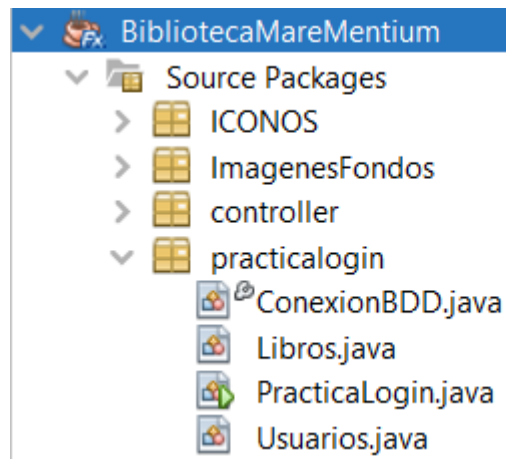 BibliotecaMareMentium
Source Packages
ICONOS
ImagenesFondos
controller
practicalogin
ConexionBDD.java
Libros.java
PracticaLogin.java
Usuarios.java